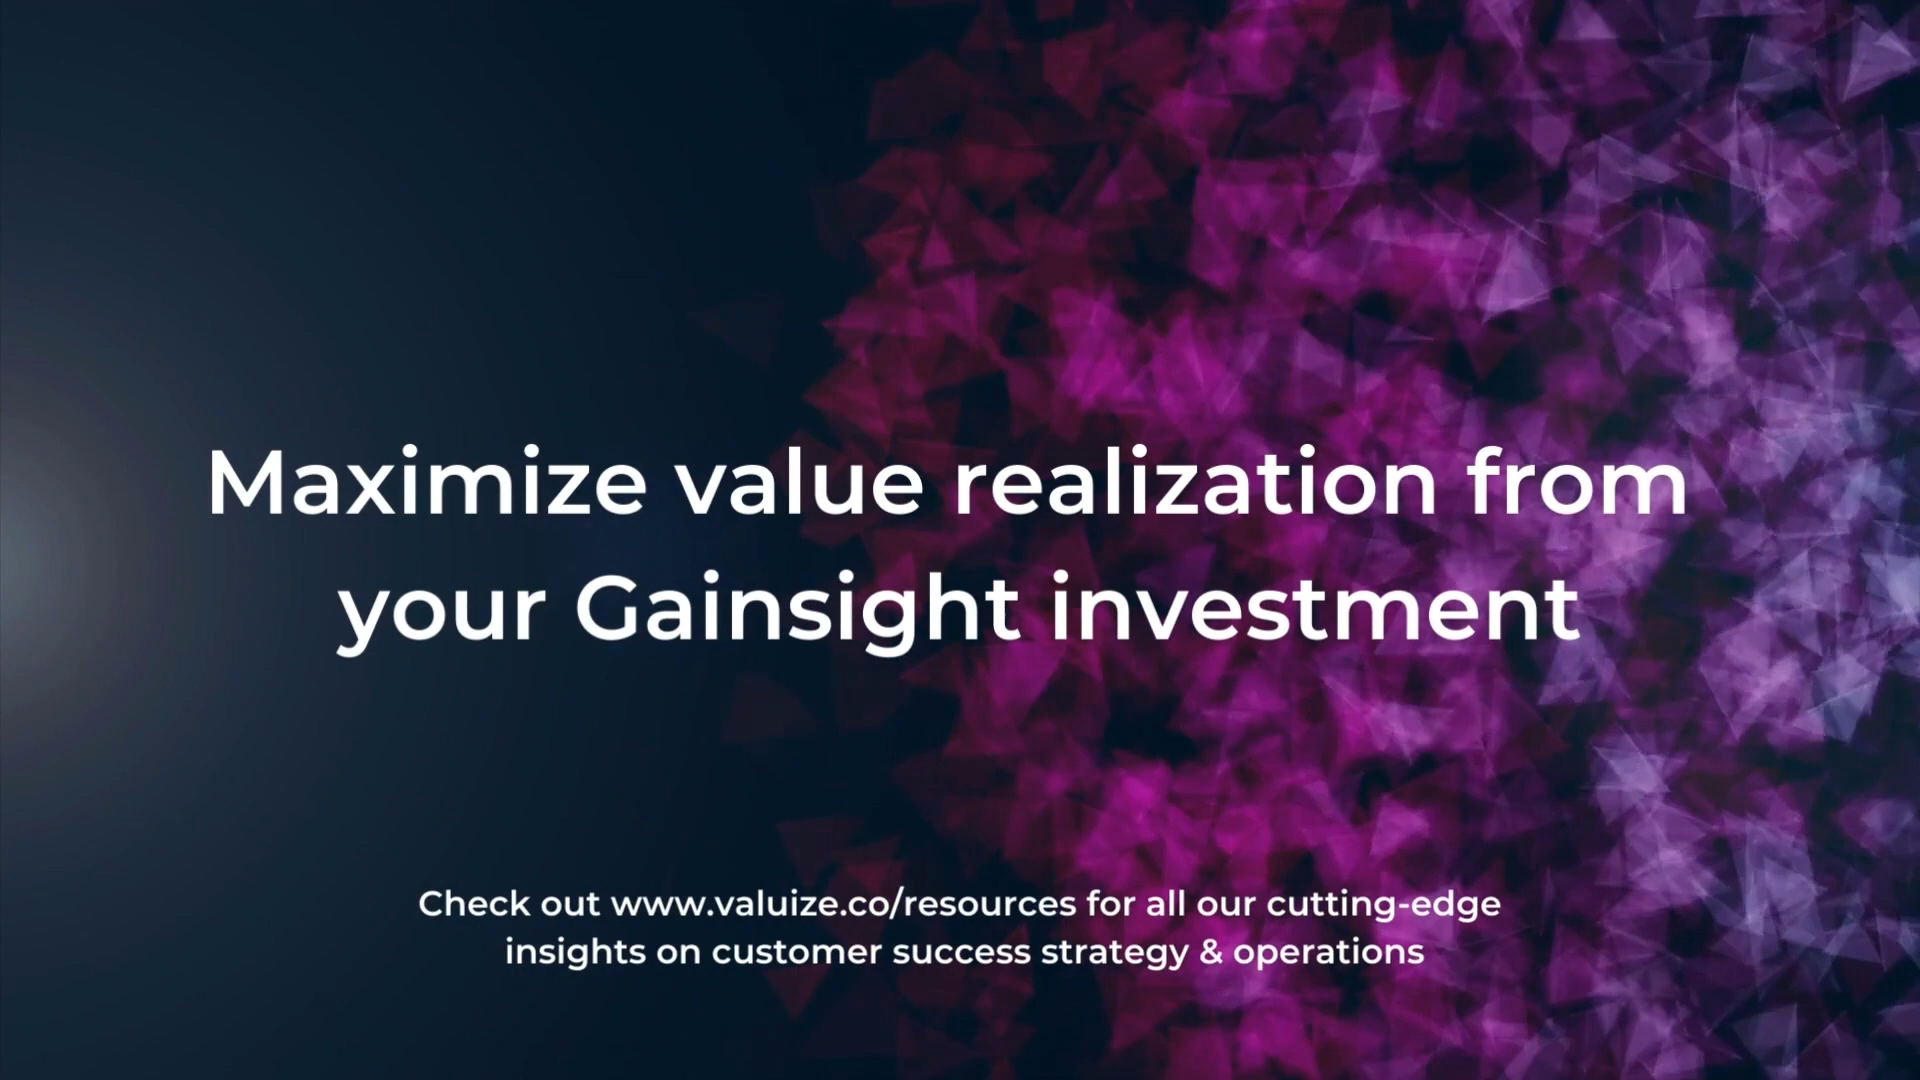 Maximize value realization from
your Gainsight investment
Check out www.valuize.co/resources for all our cutting-edge
insights on customer success strategy & operations